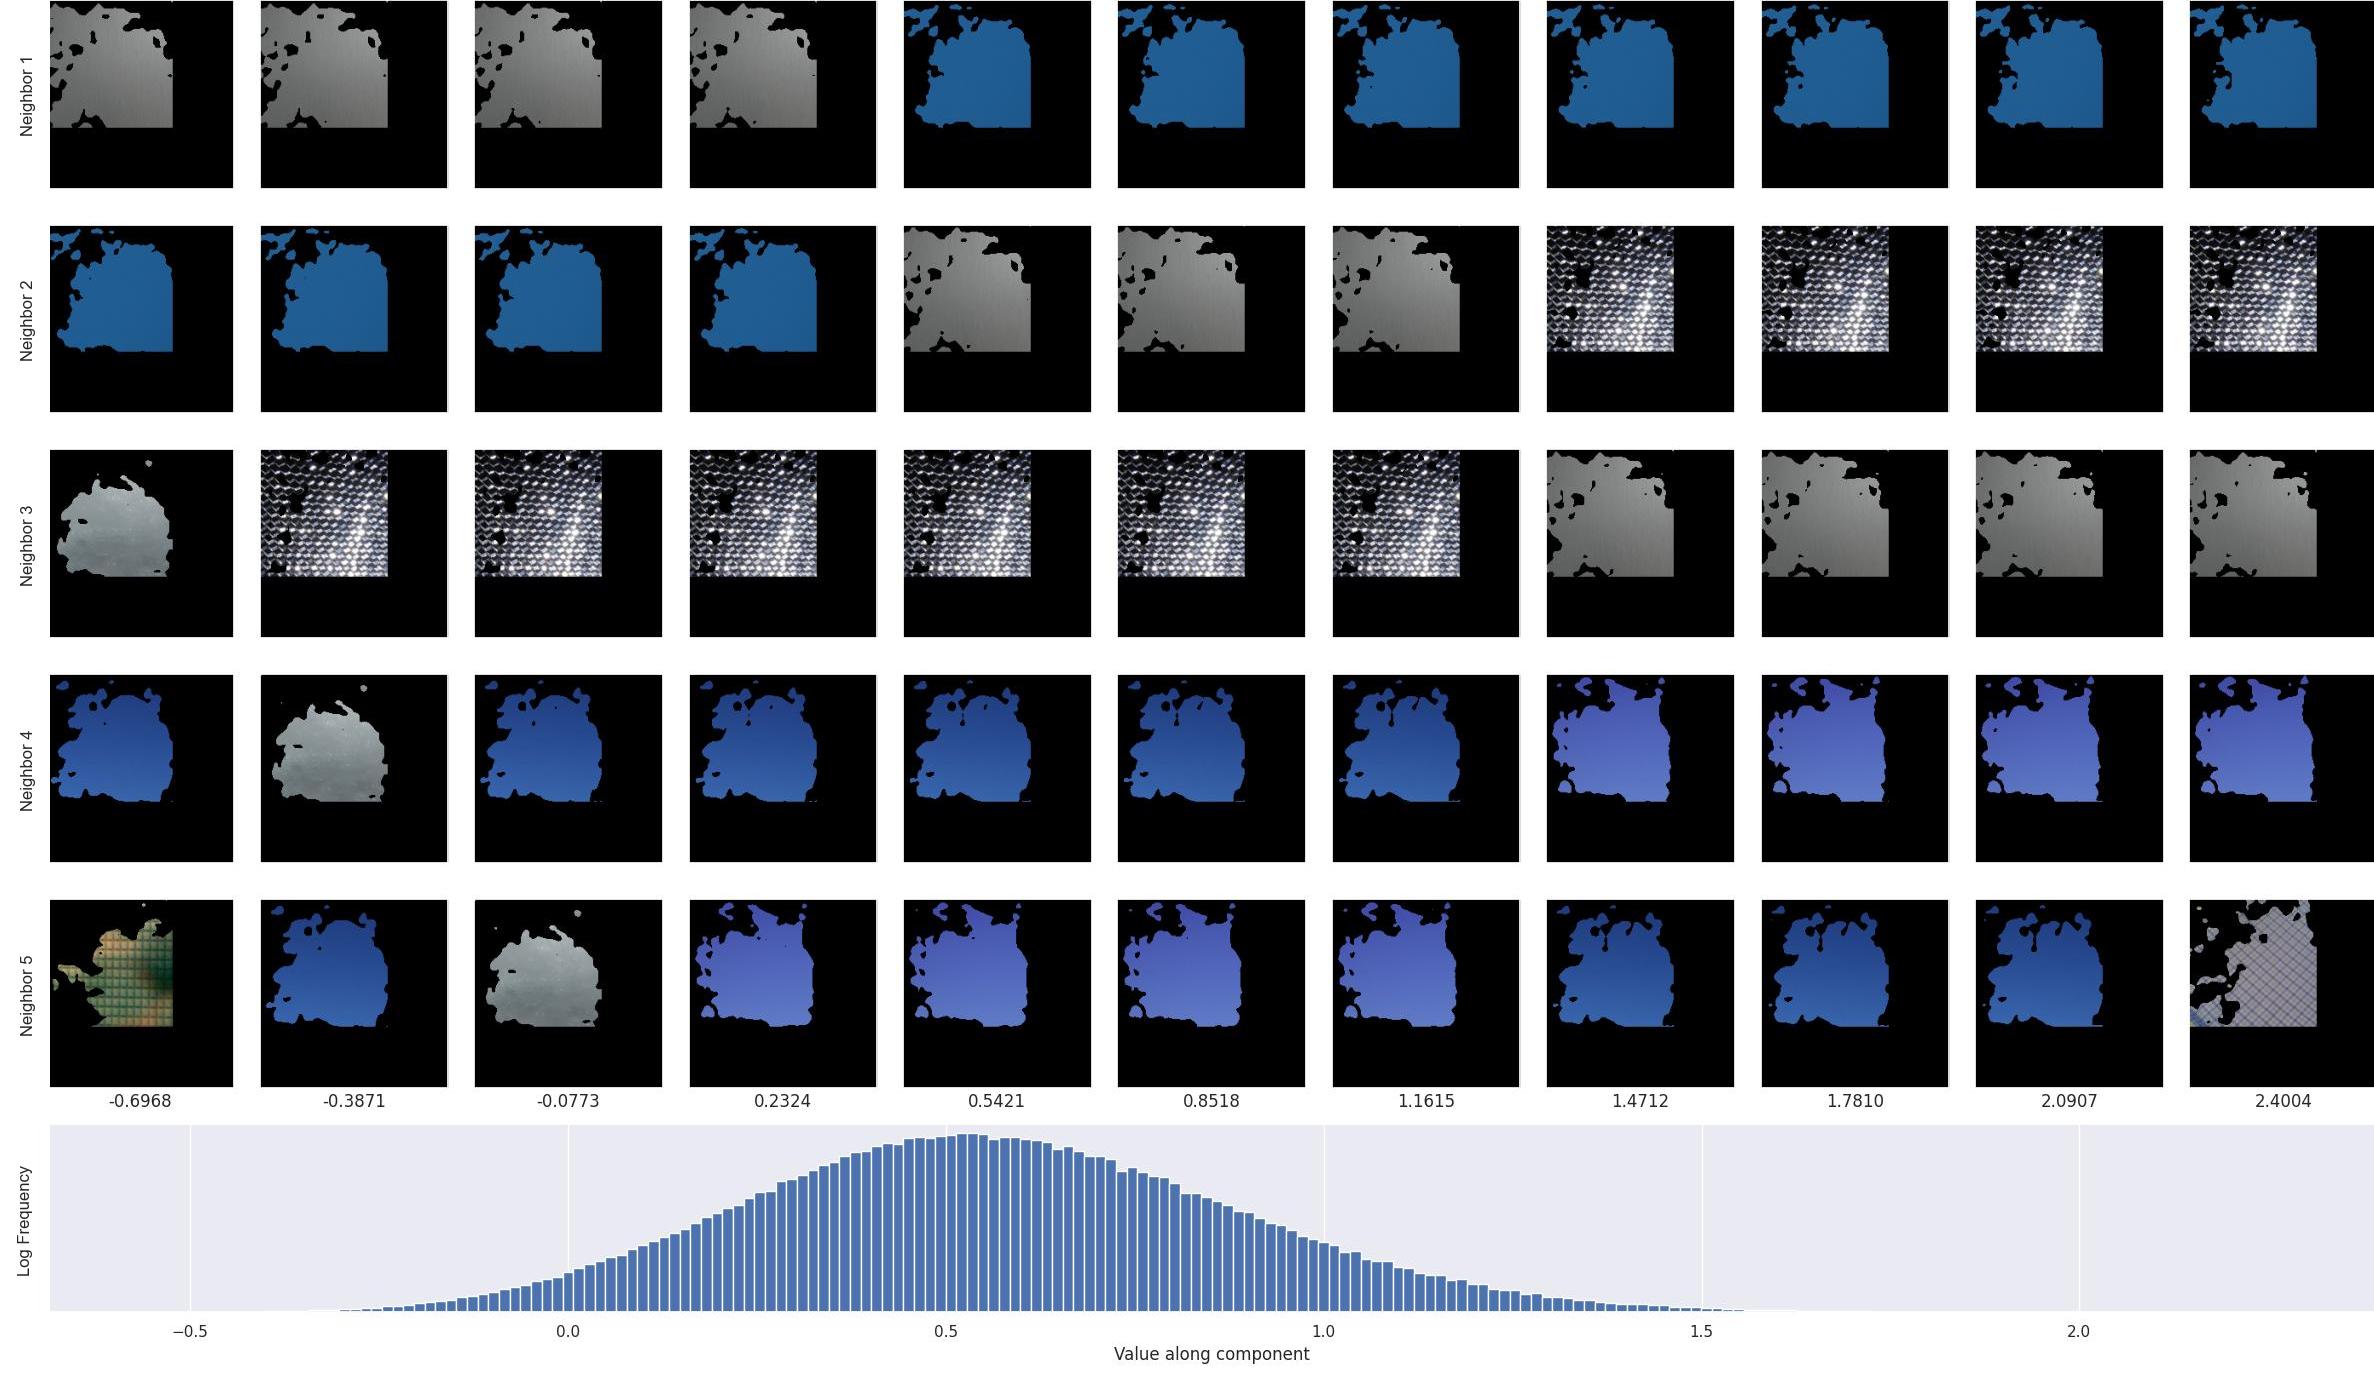 Neighbor 1
Neighbor 2
Neighbor 3
Neighbor 4
Neighbor 5
-0.6968 -0.3871 -0.0773 0.2324 0.5421 0.8518 1.1615 1.4712 1.7810 2.0907 2.4004
Log Frequency
−0.5 0.0 0.5 1.0 1.5 2.0
Value along component